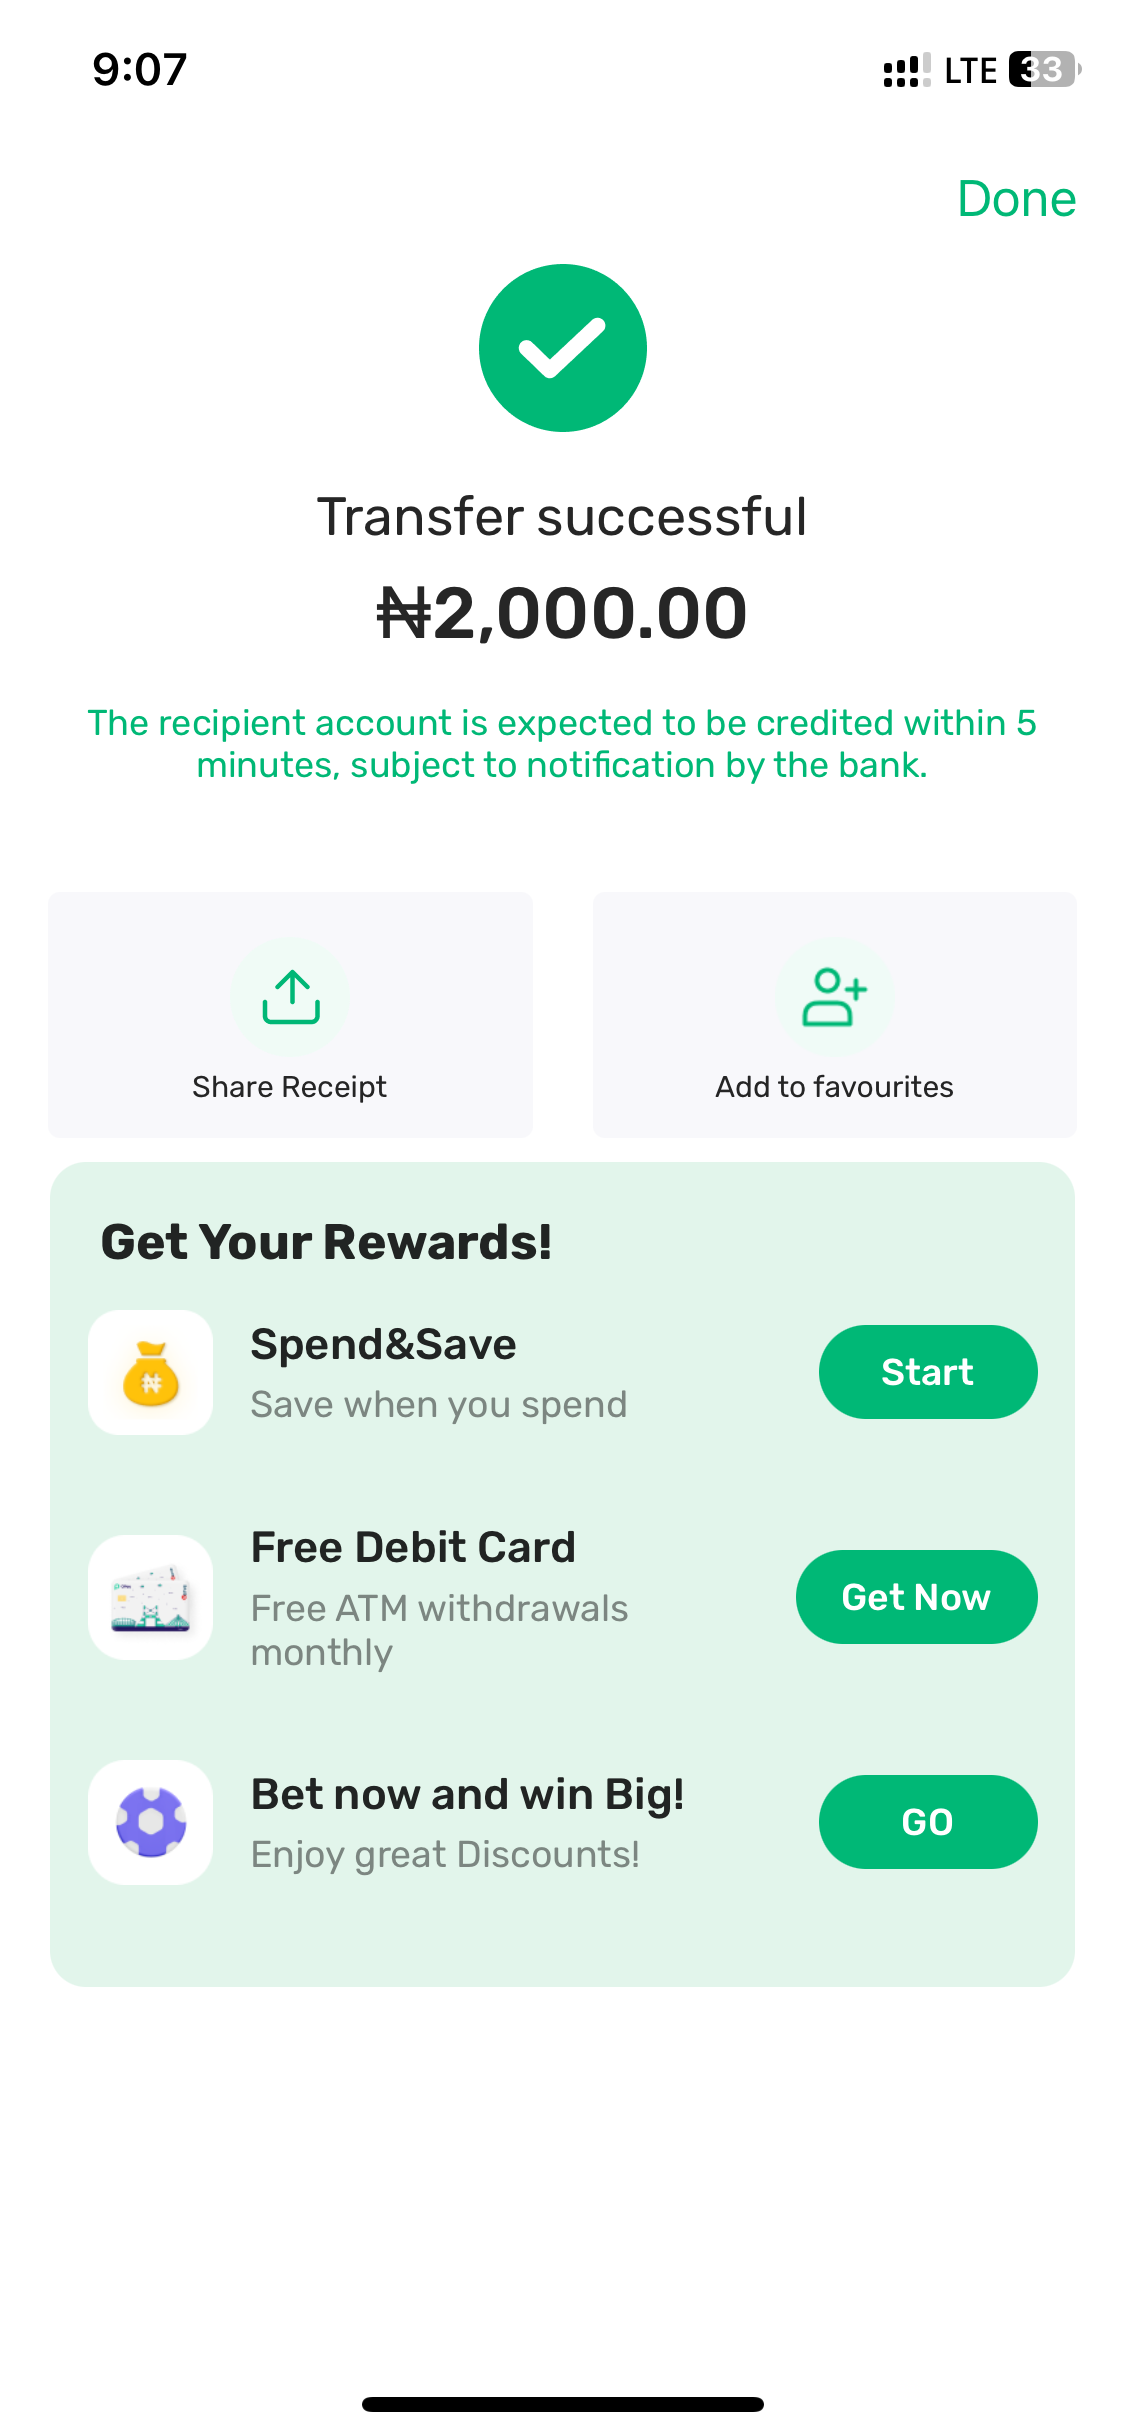 9:07
LTE 33
Done
Transfer successful
₦2,000.00
The recipient account is expected to be credited within 5
minutes, subject to notification by the bank.
Share Receipt
Add to favourites
Get Your Rewards!
Spend&Save
Save when you spend
Start
Free Debit Card
Free ATM withdrawals
monthly
Get Now
Bet now and win Big!
Enjoy great Discounts!
GO